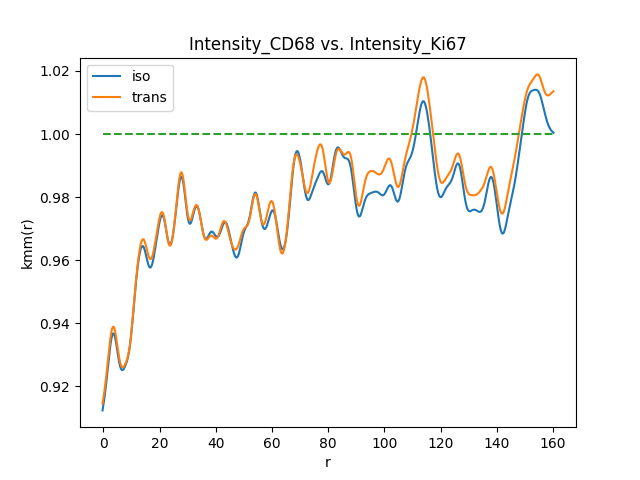 Intensity_CD68 vs. Intensity_Ki67
iso
trans
kmm(r)
1.02
1.00
0.98
0.96
0.94
0.92
0 20 40 60 80 100 120 140 160
r